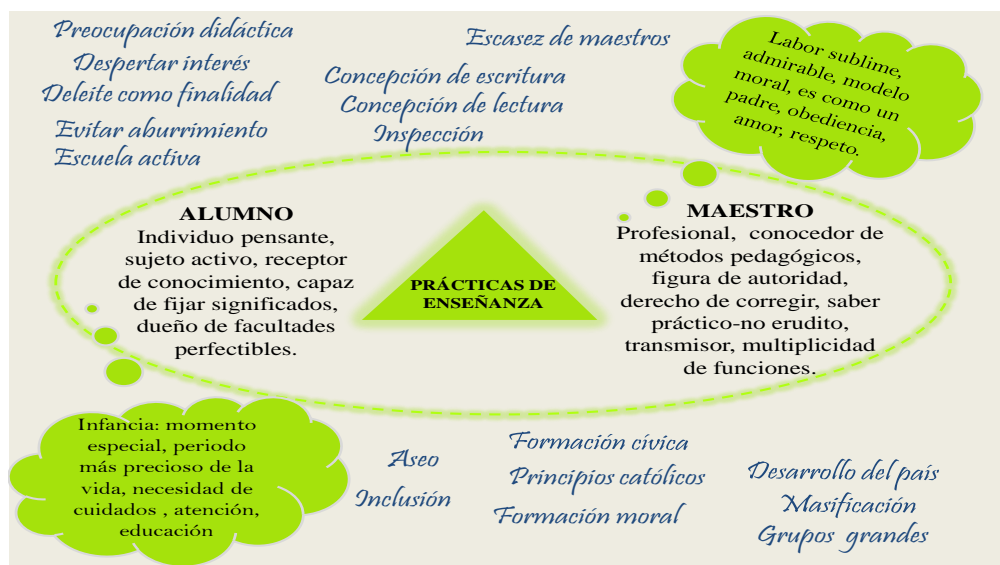 Preocupación didáctica
Despertar interés
Deleite como finalidad
Evitar aburrimiento
Escuela activa
Escasez de maestros
Concepción de escritura
Concepción de lectura
Inspección
Labor sublime,
admirable, modelo
moral, es como un
padre, obediencia,
amor, respeto.
ALUMNO
Individuo pensante,
sujeto activo, receptor
de conocimiento, capaz
de fijar significados,
dueño de facultades
perfectibles.
PRÁCTICAS DE
ENSEÑANZA
MAESTRO
Profesional, conocedor de
métodos pedagógicos,
figura de autoridad,
derecho de corregir, saber
práctico-no erudito,
transmisor, multiplicidad
de funciones.
Infancia: momento
especial, periodo
más precioso de la
vida, necesidad de
cuidados , atención,
educación
Aseo
Inclusión
Formación cívica
Principios católicos
Formación moral
Desarrollo del país
Masificación
Grupos grandes